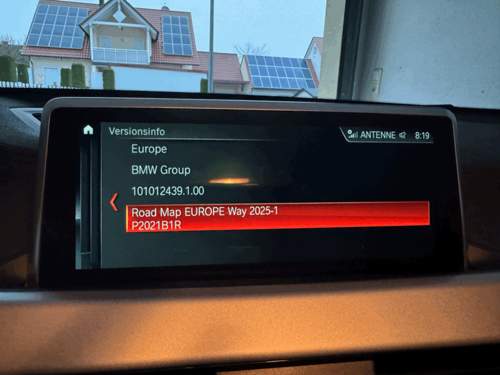 Versionsinfo
ANTENNE 8:19
Europe
BMW Group
101012439.1.00
Road Map EUROPE Way 2025-1
P2021B1R